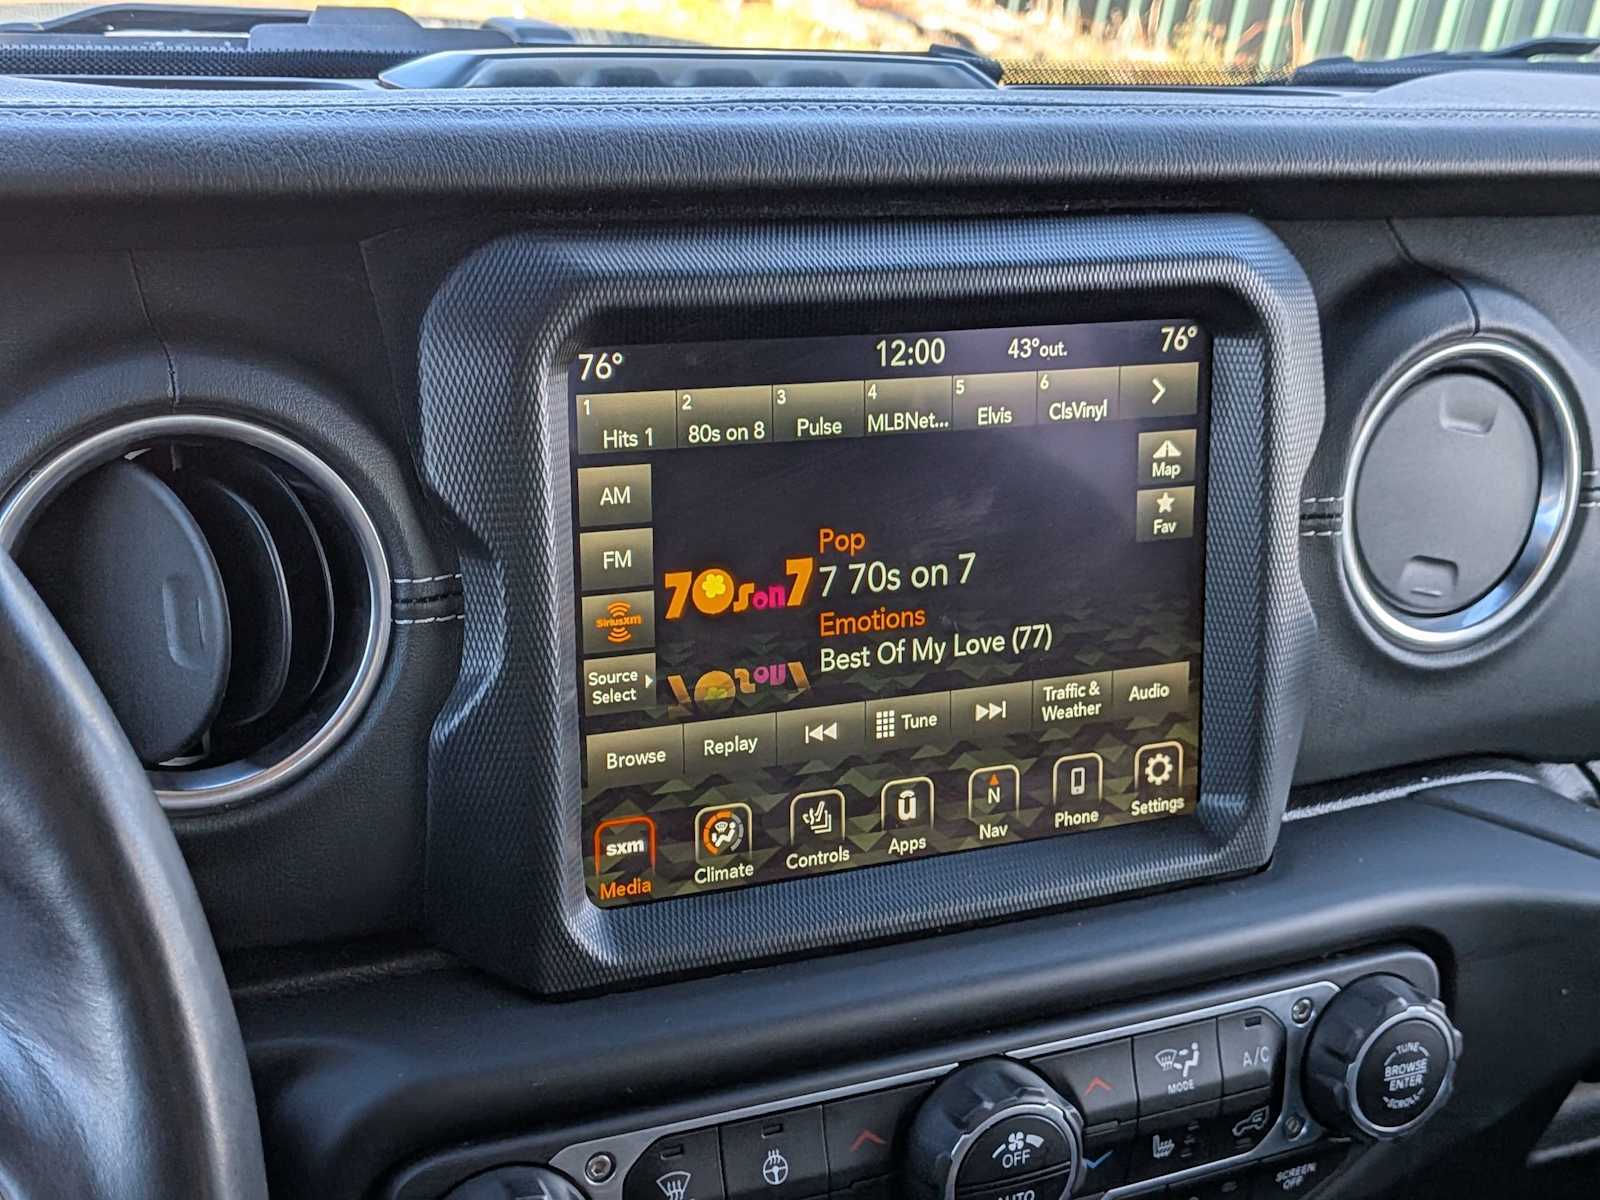 76°
12:00
43°out.
76°
1
Hits 1
2
80s on 8
3
Pulse
4
MLBNet...
5
Elvis
6
ClsVinyl
AM
FM
SiriusXM
Source
Select
Map
Fav
70s on 7
Pop
7 70s on 7
Emotions
Best Of My Love (77)
Browse
Replay
Tune
Traffic &
Weather
Audio
sxm
Media
Climate
Controls
u
Apps
N
Nav
Phone
Settings
MODE
A/C
TUNE
BROWSE
ENTER
SCROLL
OFF
AUTO
SCREEN
OFF